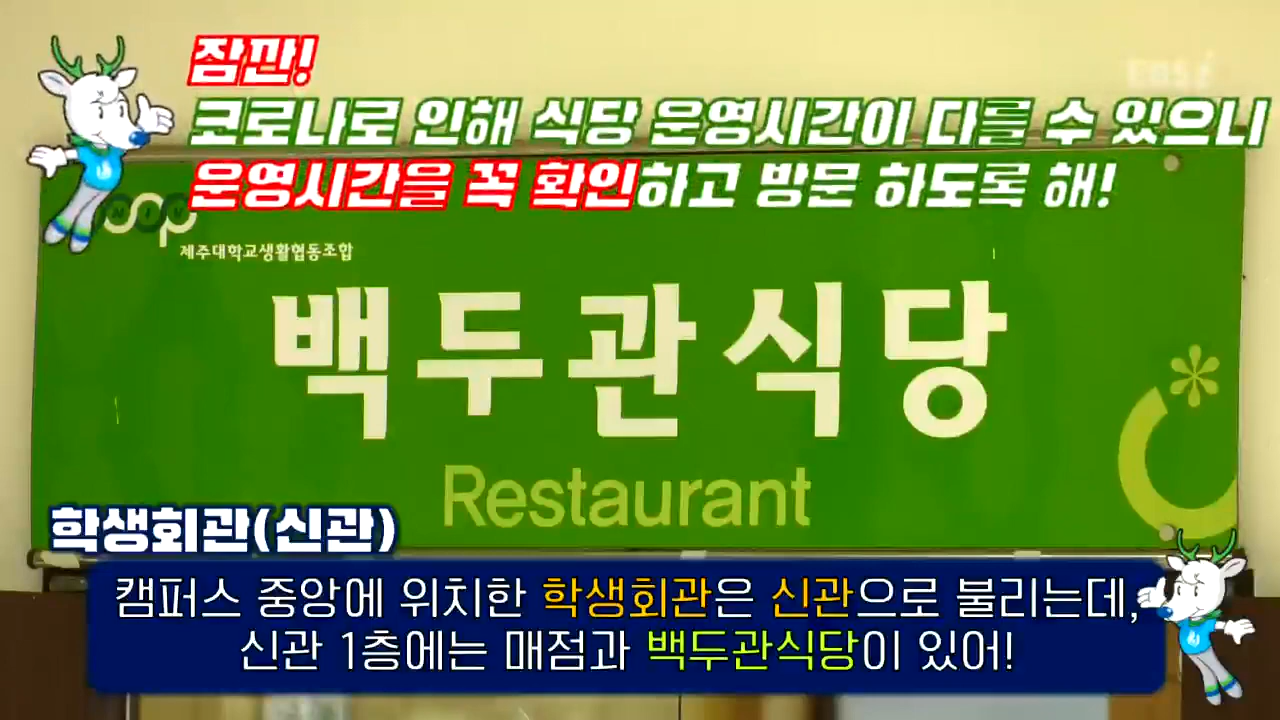 잠깐!
EBSi
코로나로 인해 식당 운영시간이 다를 수 있으니
운영시간을 꼭 확인하고 방문 하도록 해!
제주대학교생활협동조합
백두관식당
Restaurant
학생회관(신관)
캠퍼스 중앙에 위치한 학생회관은 신관으로 불리는데,
신관 1층에는 매점과 백두관식당이 있어!